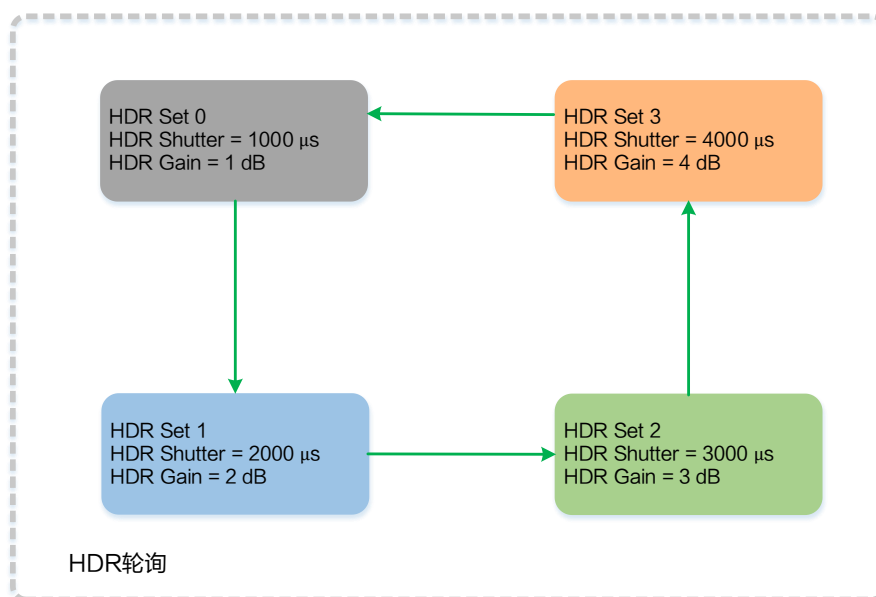 HDR Set 0
HDR Shutter = 1000 μs
HDR Gain = 1 dB
HDR Set 3
HDR Shutter = 4000 μs
HDR Gain = 4 dB
HDR Set 1
HDR Shutter = 2000 μs
HDR Gain = 2 dB
HDR Set 2
HDR Shutter = 3000 μs
HDR Gain = 3 dB
HDR轮询